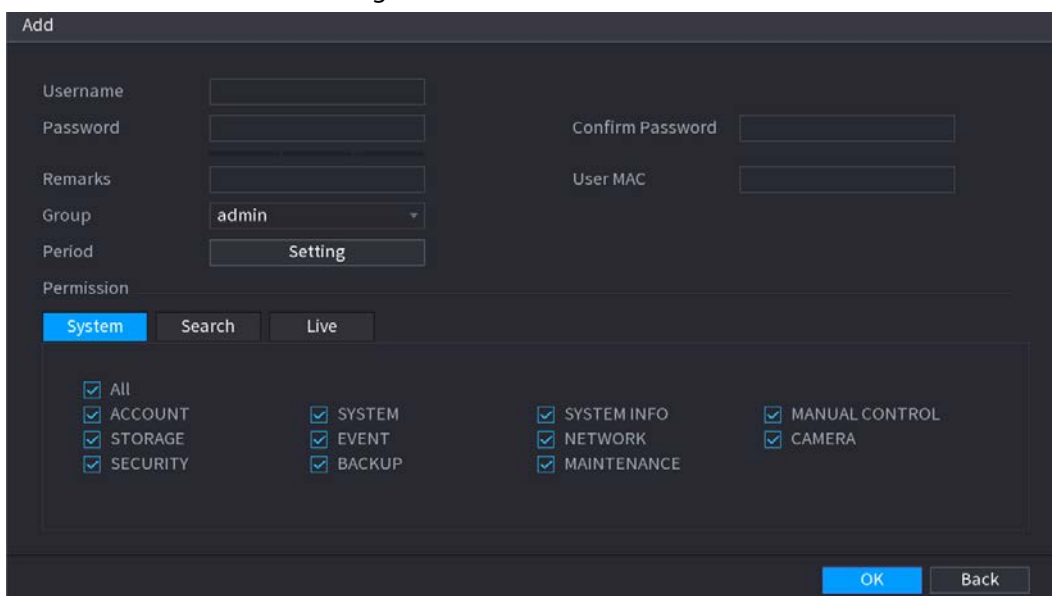 Add
Username
Password Confirm Password
Remarks User MAC
Group admin
Period Setting
Permission
System Search Live
All
ACCOUNT SYSTEM SYSTEM INFO MANUAL CONTROL
STORAGE EVENT NETWORK CAMERA
SECURITY BACKUP MAINTENANCE
OK Back